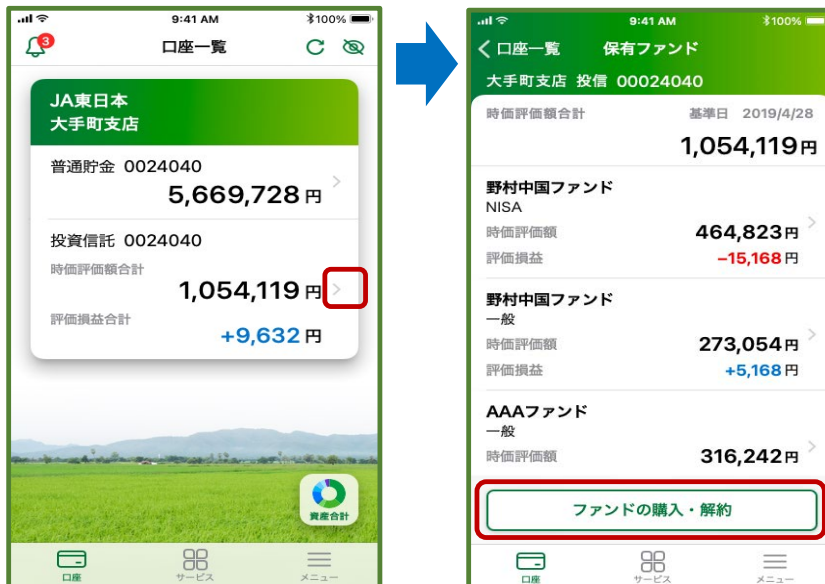 9:41 AM
100%
3
口座一覧
JA東日本
大手町支店
普通貯金 0024040
5,669,728 円
投資信託 0024040
時価評価額合計
1,054,119 円
評価損益合計
+9,632 円
資産合計
口座
サービス
メニュー
9:41 AM
100%
口座一覧
保有ファンド
大手町支店 投信 00024040
時価評価額合計
基準日 2019/4/28
1,054,119円
野村中国ファンド
NISA
時価評価額
464,823円
評価損益
−15,168円
野村中国ファンド
一般
時価評価額
273,054円
評価損益
+5,168円
AAAファンド
一般
時価評価額
316,242円
ファンドの購入・解約
口座
サービス
メニュー